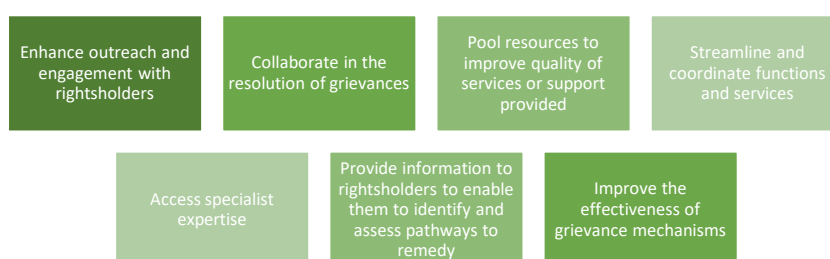 Enhance outreach and
engagement with
rightsholders
Collaborate in the
resolution of grievances
Pool resources to
improve quality of
services or support
provided
Streamline and
coordinate functions
and services
Access specialist
expertise
Provide information to
rightsholders to enable
them to identify and
assess pathways to
remedy
Improve the
effectiveness of
grievance mechanisms